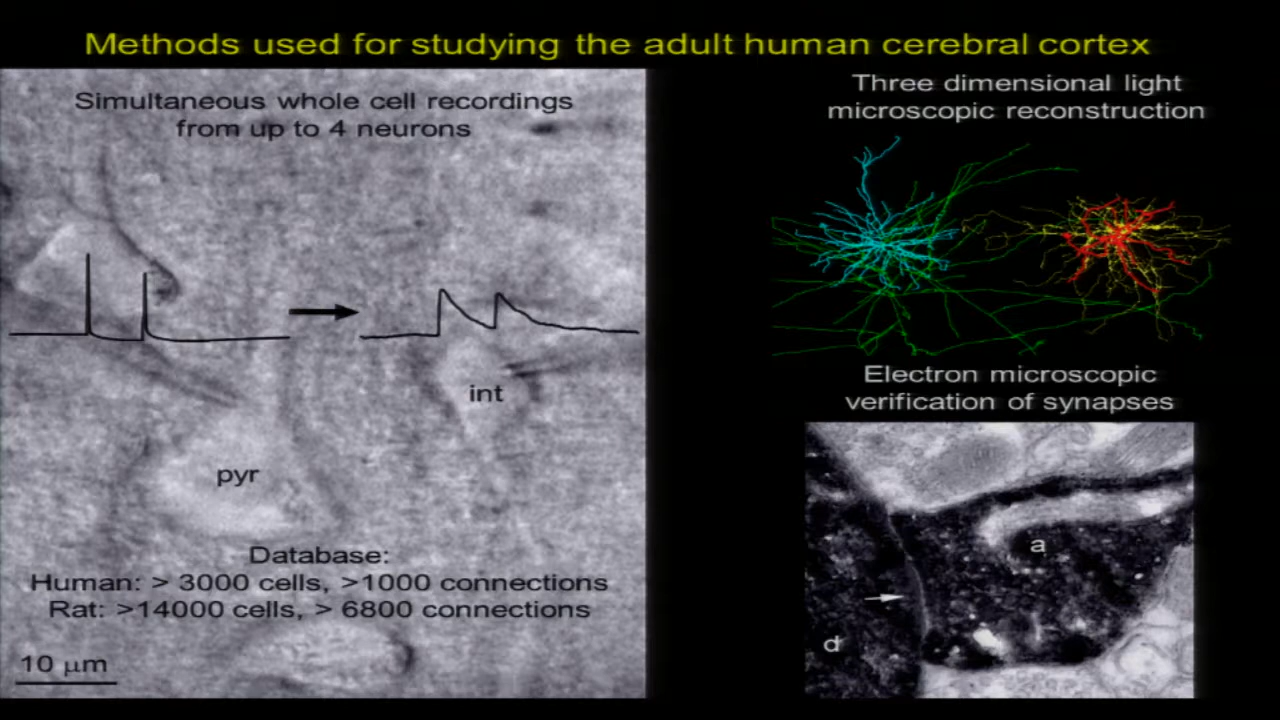 Methods used for studying the adult human cerebral cortex
Simultaneous whole cell recordings
from up to 4 neurons
int
pyr
Database:
Human: > 3000 cells, >1000 connections
Rat: >14000 cells, > 6800 connections
10 μm
Three dimensional light
microscopic reconstruction
Electron microscopic
verification of synapses
a
d